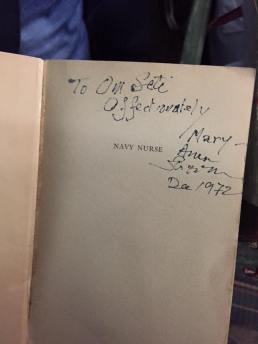 To Om Seti
Affectionately
Mary-
Ann
NAVY NURSE
Dec 1972